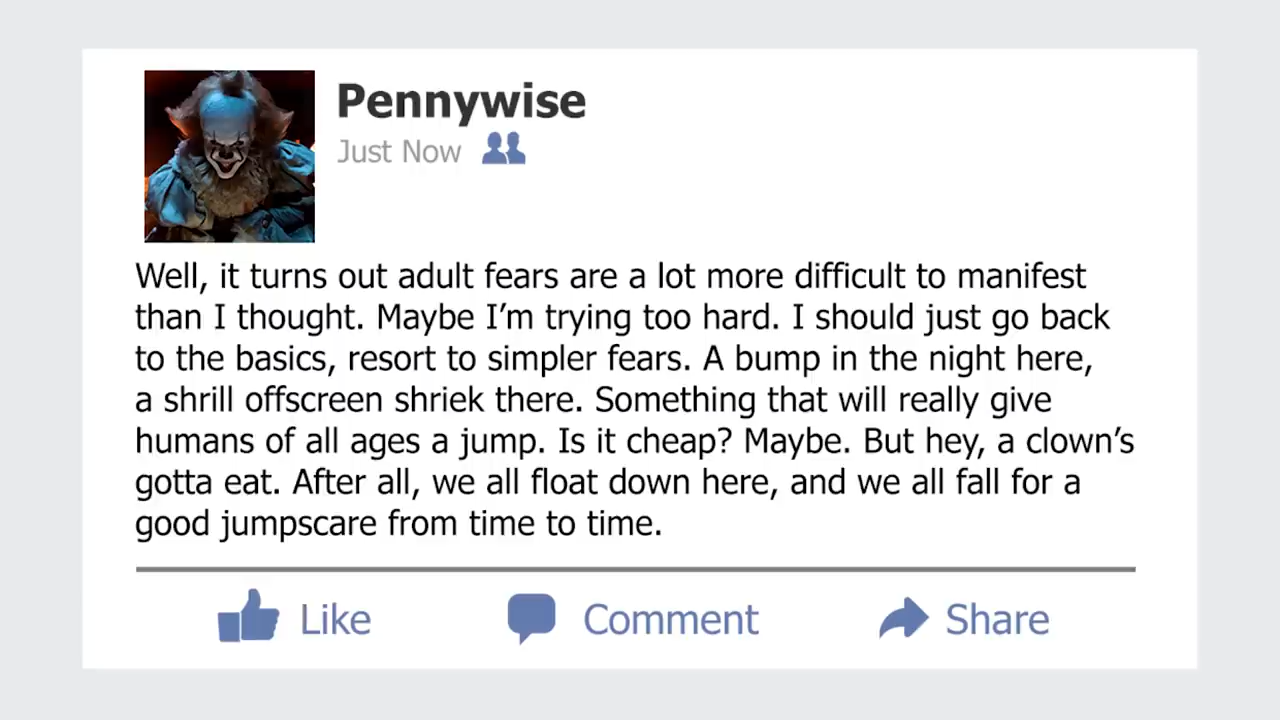 Pennywise
Just Now
Well, it turns out adult fears are a lot more difficult to manifest
than I thought. Maybe I’m trying too hard. I should just go back
to the basics, resort to simpler fears. A bump in the night here,
a shrill offscreen shriek there. Something that will really give
humans of all ages a jump. Is it cheap? Maybe. But hey, a clown’s
gotta eat. After all, we all float down here, and we all fall for a
good jumpscare from time to time.
Like Comment Share